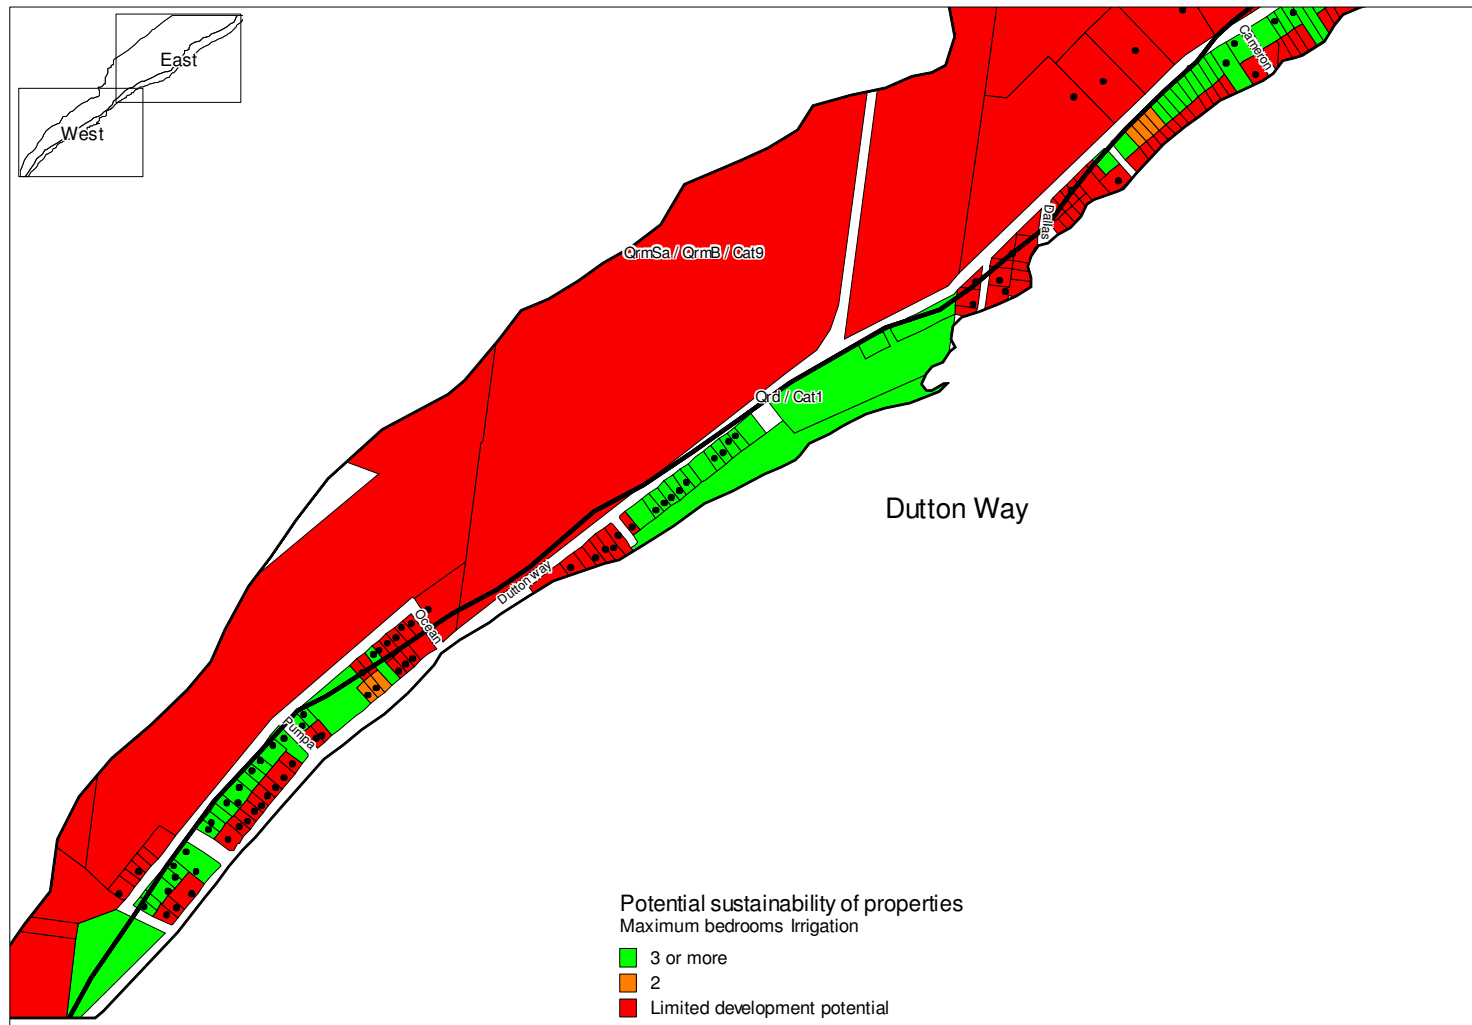 East
West
Cameron
Dallas
QrmSa / QrmB / Cat9
Qrd / Cat1
Dutton Way
Dutton way
Ocean
Pumpa
Potential sustainability of properties
Maximum bedrooms Irrigation
3 or more
2
Limited development potential